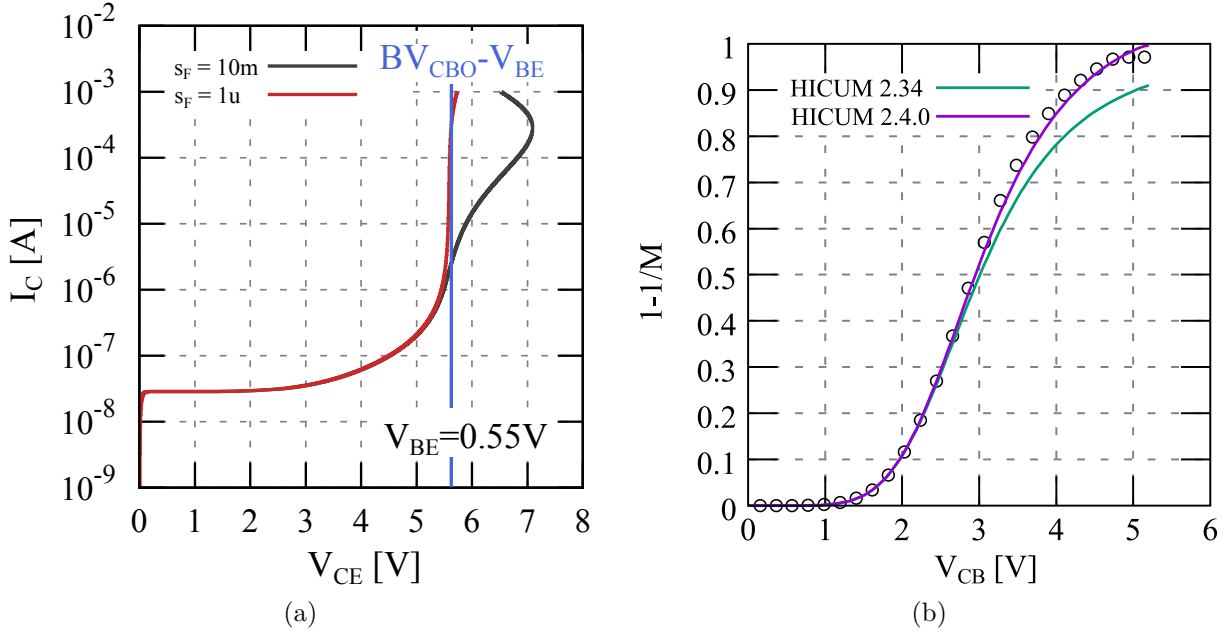 10^-2
10^-3
10^-4
10^-5
10^-6
10^-7
10^-8
10^-9
I_C [A]
s_F = 10m
s_F = 1u
BV_CBO-V_BE
V_BE=0.55V
0 1 2 3 4 5 6 7 8
V_CE [V]
(a)
1
0.9
0.8
0.7
0.6
0.5
0.4
0.3
0.2
0.1
0
1-1/M
HICUM 2.34
HICUM 2.4.0
0 1 2 3 4 5 6
V_CB [V]
(b)